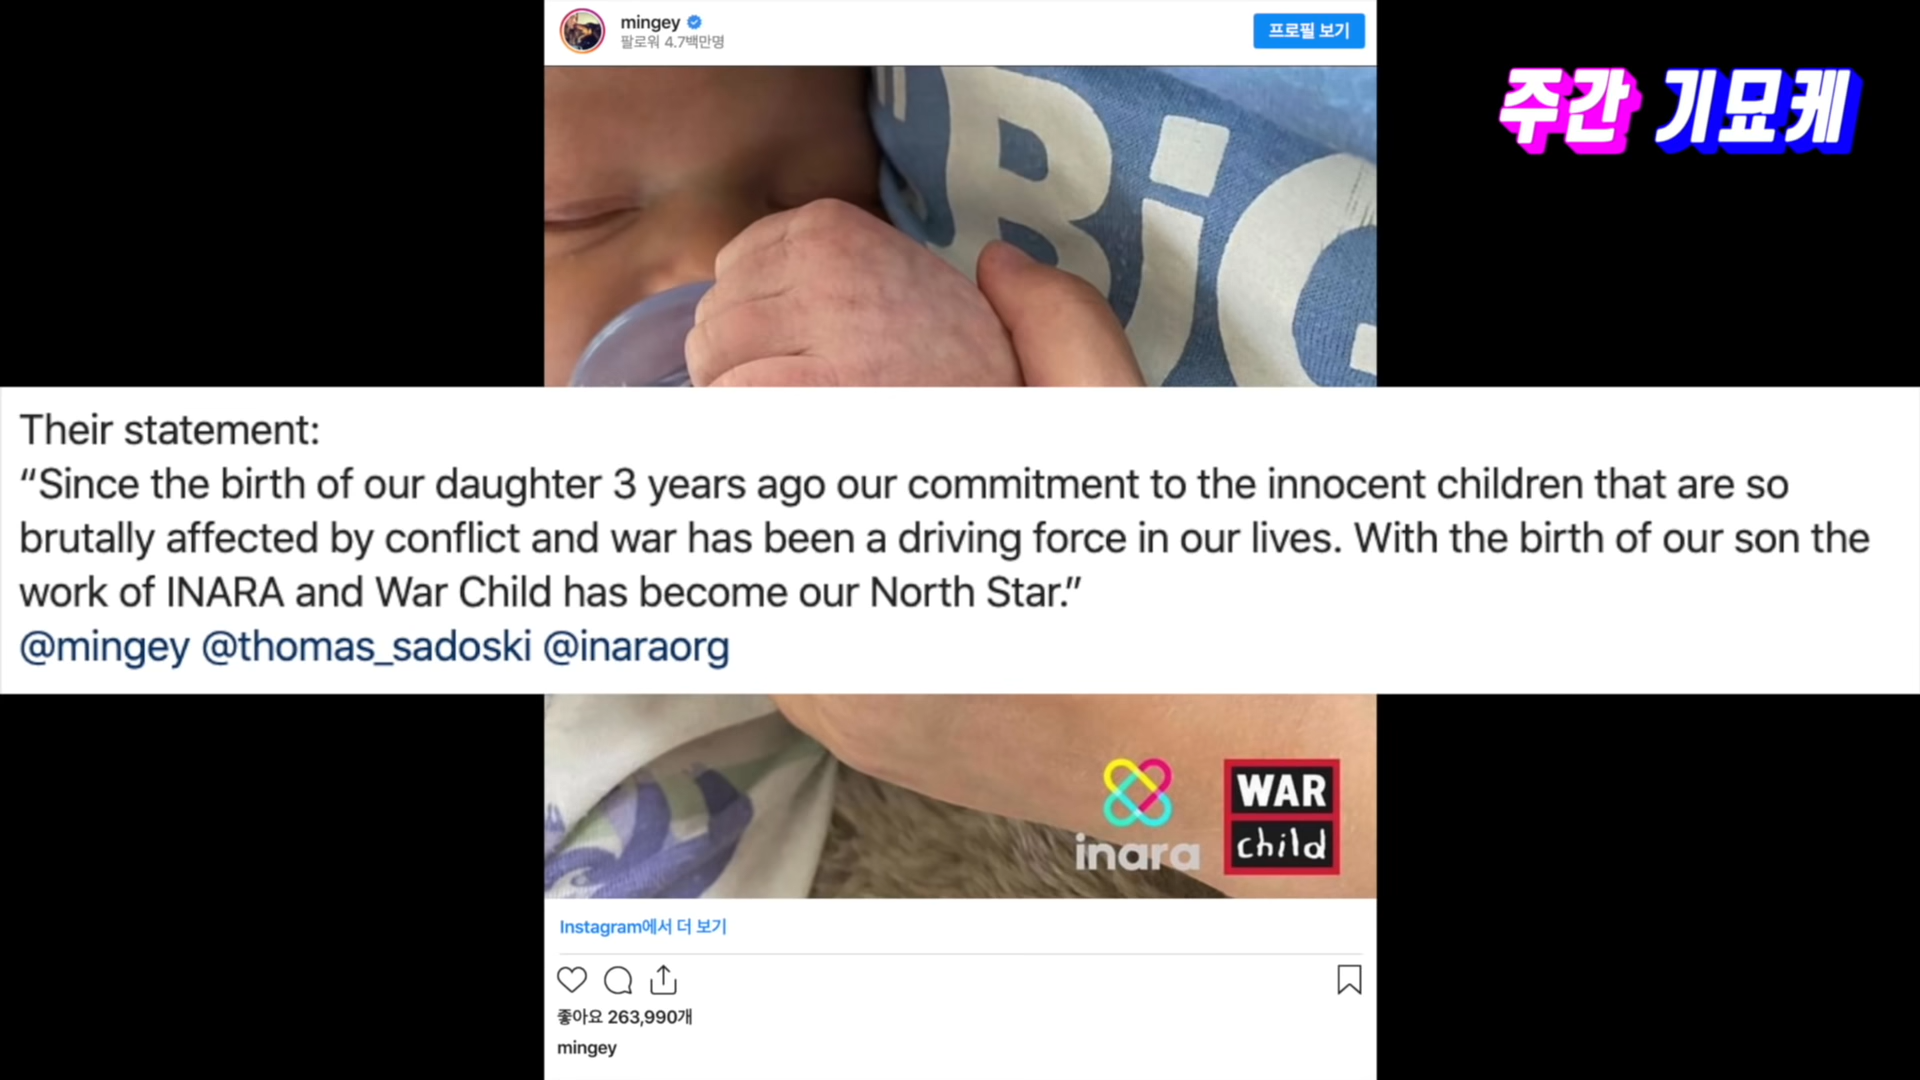 mingey
팔로워 4.7백만명
프로필 보기
주간 기묘케
BiG
Their statement:
“Since the birth of our daughter 3 years ago our commitment to the innocent children that are so
brutally affected by conflict and war has been a driving force in our lives. With the birth of our son the
work of INARA and War Child has become our North Star.”
@mingey @thomas_sadoski @inaraorg
inara
WAR
child
Instagram에서 더 보기
좋아요 263,990개
mingey